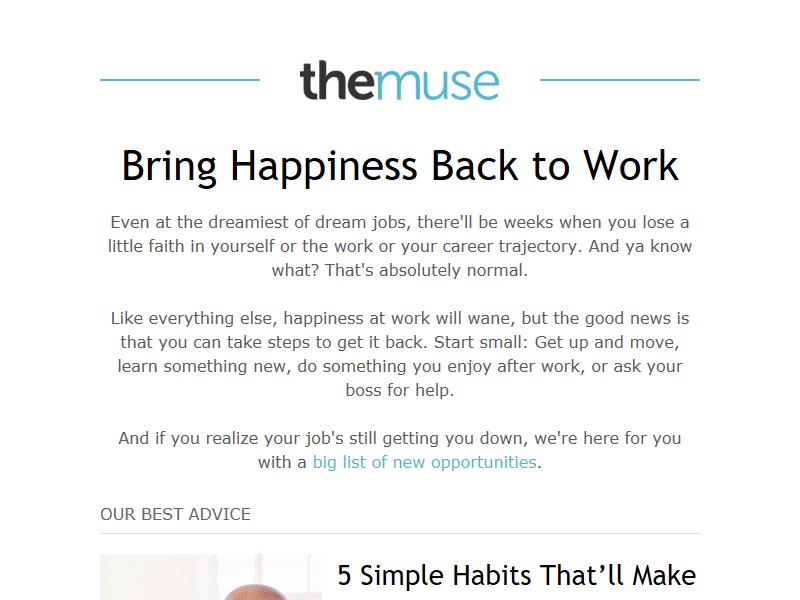 themuse
Bring Happiness Back to Work
Even at the dreamiest of dream jobs, there'll be weeks when you lose a
little faith in yourself or the work or your career trajectory. And ya know
what? That's absolutely normal.
Like everything else, happiness at work will wane, but the good news is
that you can take steps to get it back. Start small: Get up and move,
learn something new, do something you enjoy after work, or ask your
boss for help.
And if you realize your job's still getting you down, we're here for you
with a big list of new opportunities.
OUR BEST ADVICE
5 Simple Habits That’ll Make